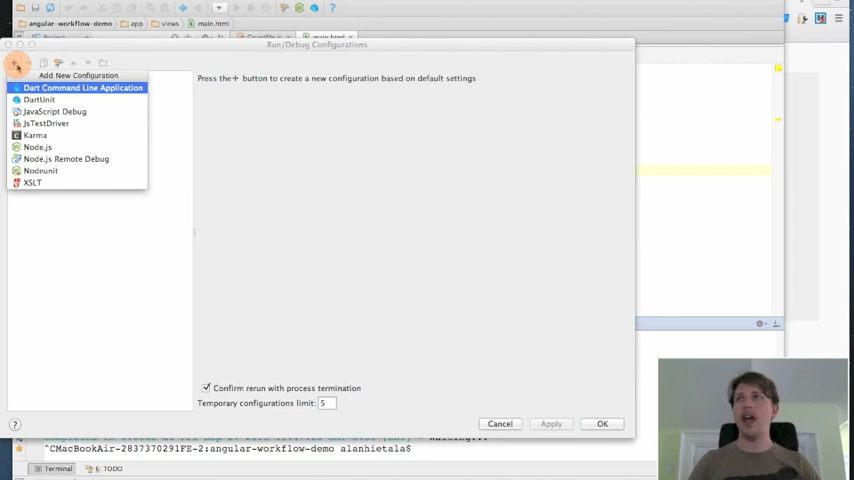 angular-workflow-demo app views main.html
Run/Debug Configurations
Add New Configuration
Press the + button to create a new configuration based on default settings
Dart Command Line Application
DartUnit
JavaScript Debug
JsTestDriver
Karma
Node.js
Node.js Remote Debug
Nodeunit
XSLT
Confirm rerun with process termination
Temporary configurations limit: 5
? Cancel Apply OK
^CMacBookAir-2837370291FE-2:angular-workflow-demo alanhietala$
Terminal 6: TODO